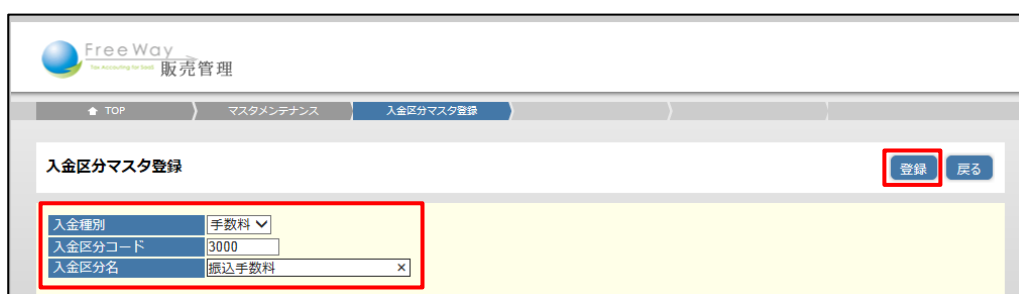 FreeWay
Tax Accounting for SaaS 販売管理
TOP マスタメンテナンス 入金区分マスタ登録
入金区分マスタ登録 登録 戻る
入金種別 手数料
入金区分コード 3000
入金区分名 振込手数料 ×